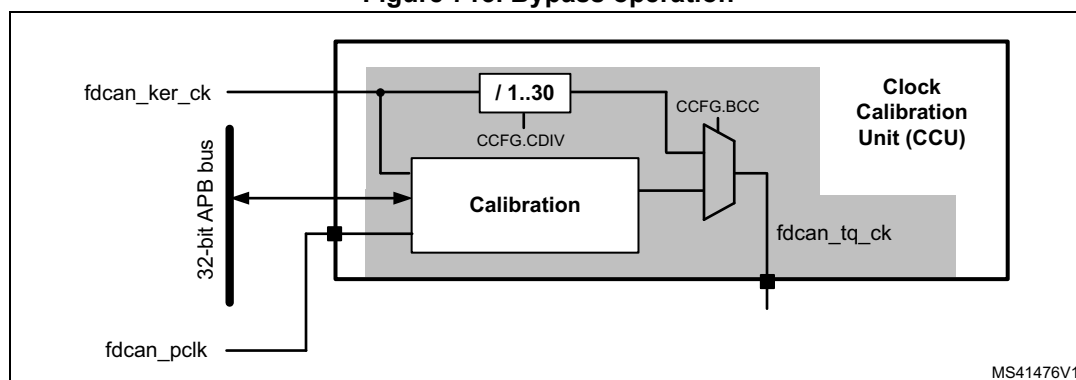 Figure Bypass operation
fdcan_ker_ck
/ 1..30
CCFG.CDIV
CCFG.BCC
Clock
Calibration
Unit (CCU)
32-bit APB bus
Calibration
fdcan_tq_ck
fdcan_pclk
MS41476V1